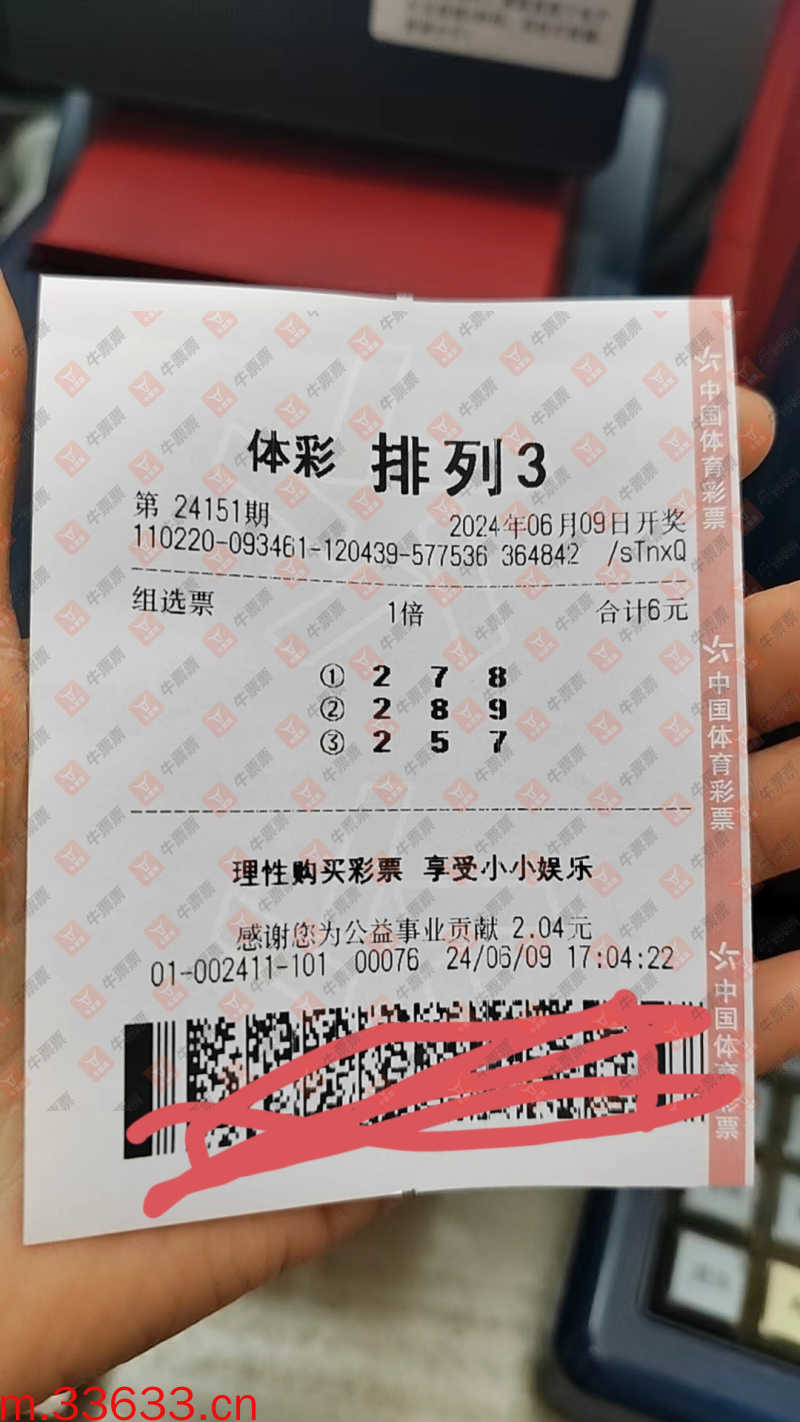 体彩 排列3
第 24151期
2024年06月09日开奖
110220-093461-120439-577536 364842 /sTnxQ
组选票 1倍 合计6元
① 2 7 8
② 2 8 9
③ 2 5 7
理性购买彩票 享受小小娱乐
感谢您为公益事业贡献 2.04元
01-002411-101 00076 24/06/09 17:04:22
中国体育彩票
中国体育彩票
中国体育彩票
牛票票
m.33633.cn